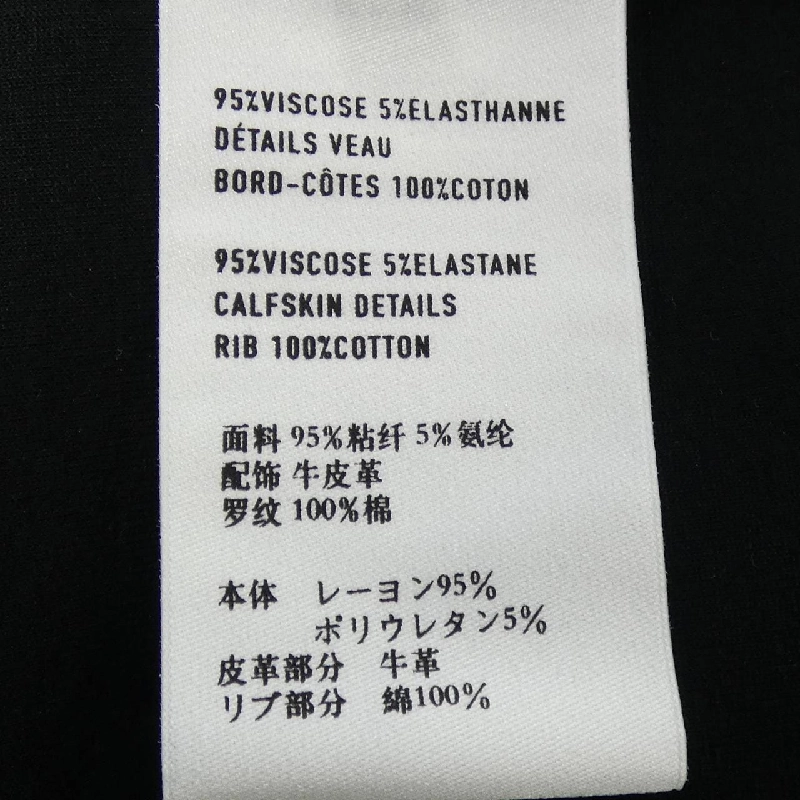 95%VISCOSE 5%ÉLASTHANNE
DÉTAILS VEAU
BORD-CÔTES 100%COTON
95%VISCOSE 5%ELASTANE
CALFSKIN DETAILS
RIB 100%COTTON
面料 95%粘纤 5%氨纶
配饰 牛皮革
罗纹 100%棉
本体 レーヨン95%
ポリウレタン5%
皮革部分 牛革
リブ部分 綿100%